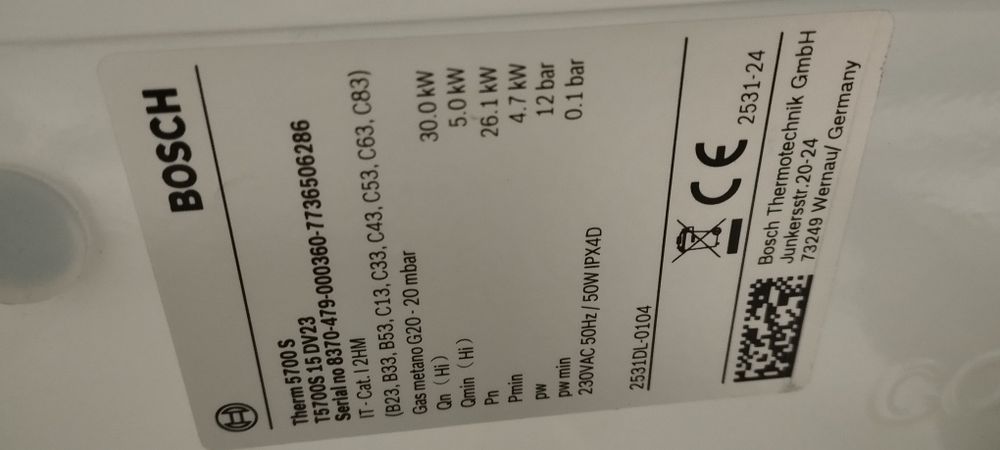 BOSCH
Therm 5700 S
T5700S 15 DV23
Serial no 8370-479-000360-7736506286
IT - Cat. I 2HM
(B23, B33, B53, C13, C33, C43, C53, C63, C83)
Gas metano G20 - 20 mbar
Qn (Hi) 30.0 kW
Qmin (Hi) 5.0 kW
Pn 26.1 kW
Pmin 4.7 kW
pw 12 bar
pw min 0.1 bar
230VAC 50Hz / 50W IPX4D
2531DL-0104
CE 2531-24
Bosch Thermotechnik GmbH
Junkersstr.20-24
73249 Wernau/ Germany